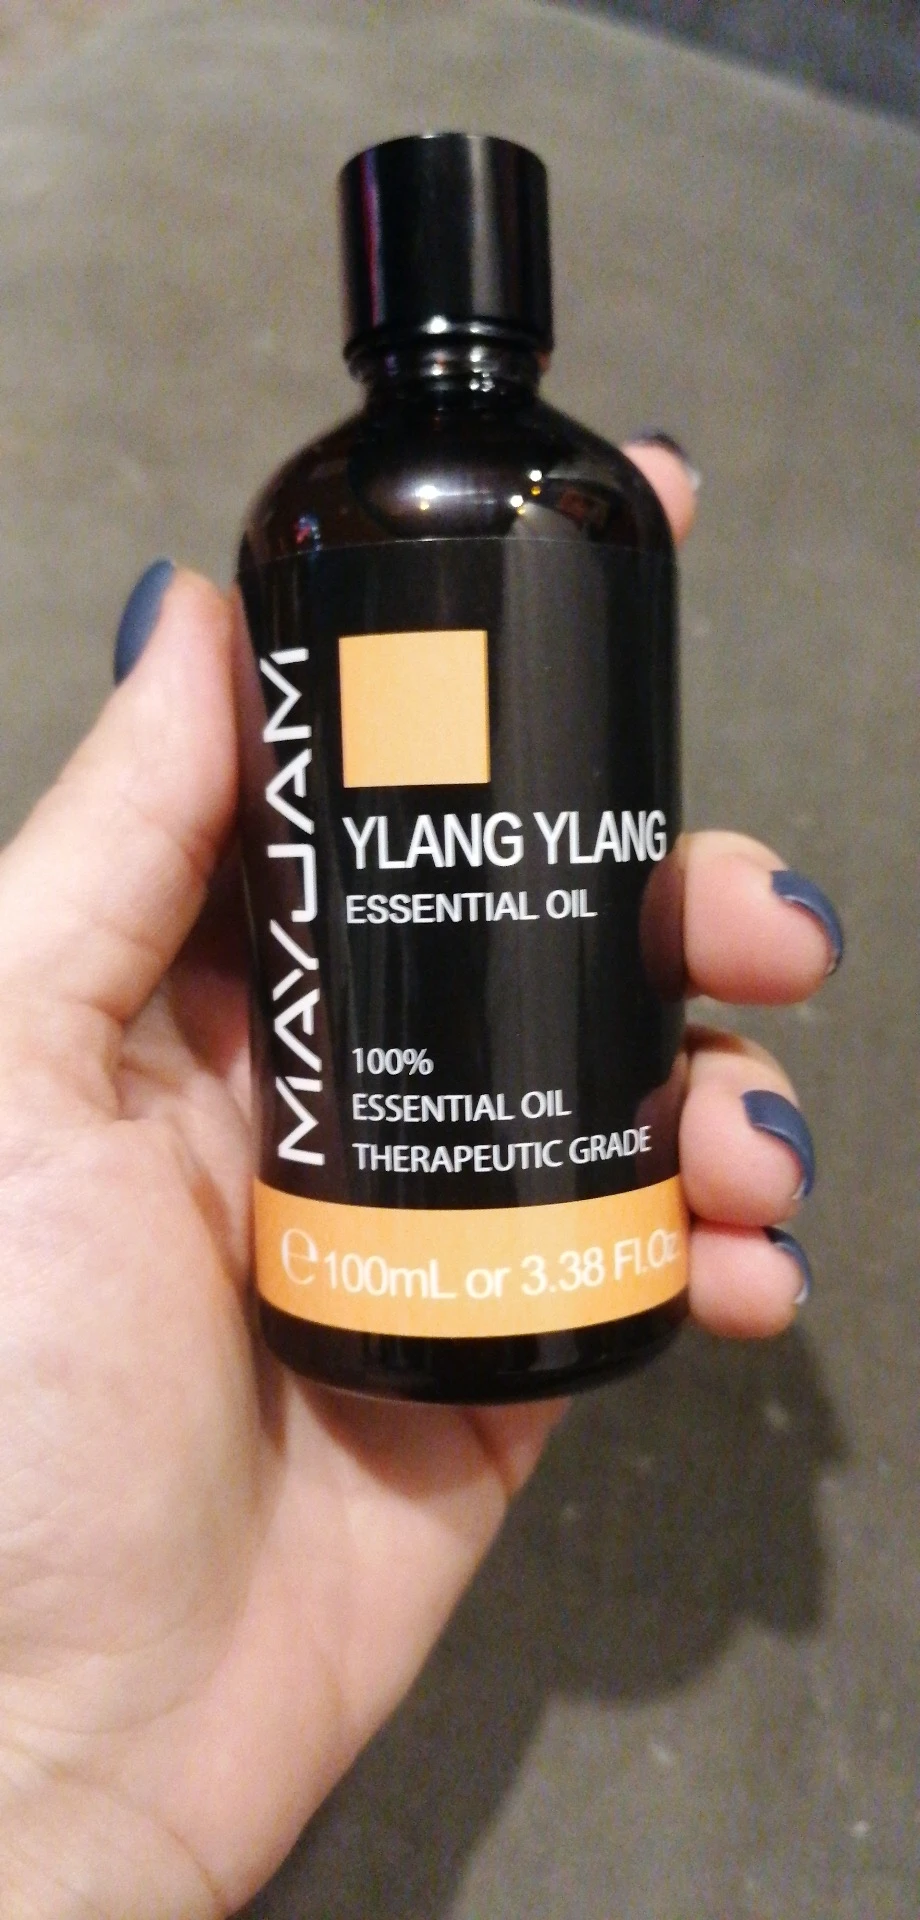 MAYJAM
YLANG YLANG
ESSENTIAL OIL
100%
ESSENTIAL OIL
THERAPEUTIC GRADE
℮100mL or 3.38 Fl.Oz